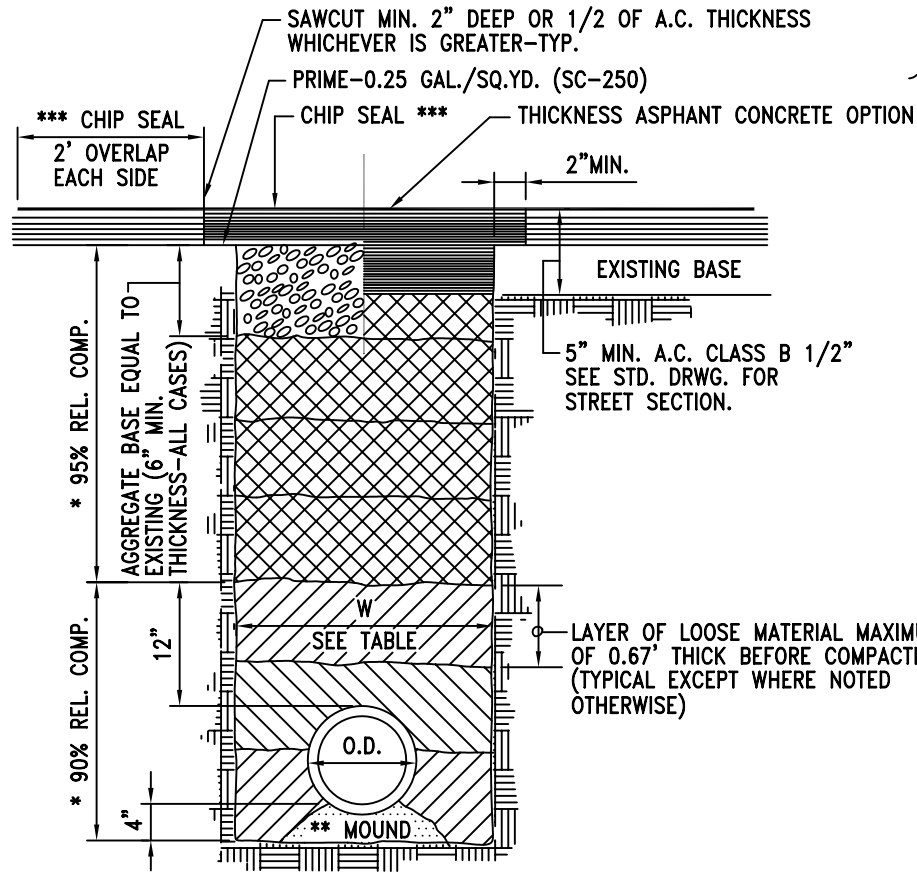 SAWCUT MIN. 2" DEEP OR 1/2 OF A.C. THICKNESS
WHICHEVER IS GREATER-TYP.
PRIME-0.25 GAL./SQ.YD. (SC-250)
*** CHIP SEAL
2' OVERLAP
EACH SIDE
CHIP SEAL ***
THICKNESS ASPHANT CONCRETE OPTION
2"MIN.
EXISTING BASE
5" MIN. A.C. CLASS B 1/2"
SEE STD. DRWG. FOR
STREET SECTION.
* 95% REL. COMP.
AGGREGATE BASE EQUAL TO
EXISTING (6" MIN.
THICKNESS-ALL CASES)
W
SEE TABLE
12"
LAYER OF LOOSE MATERIAL MAXIMU
OF 0.67' THICK BEFORE COMPACTI
(TYPICAL EXCEPT WHERE NOTED
OTHERWISE)
* 90% REL. COMP.
O.D.
4"
** MOUND